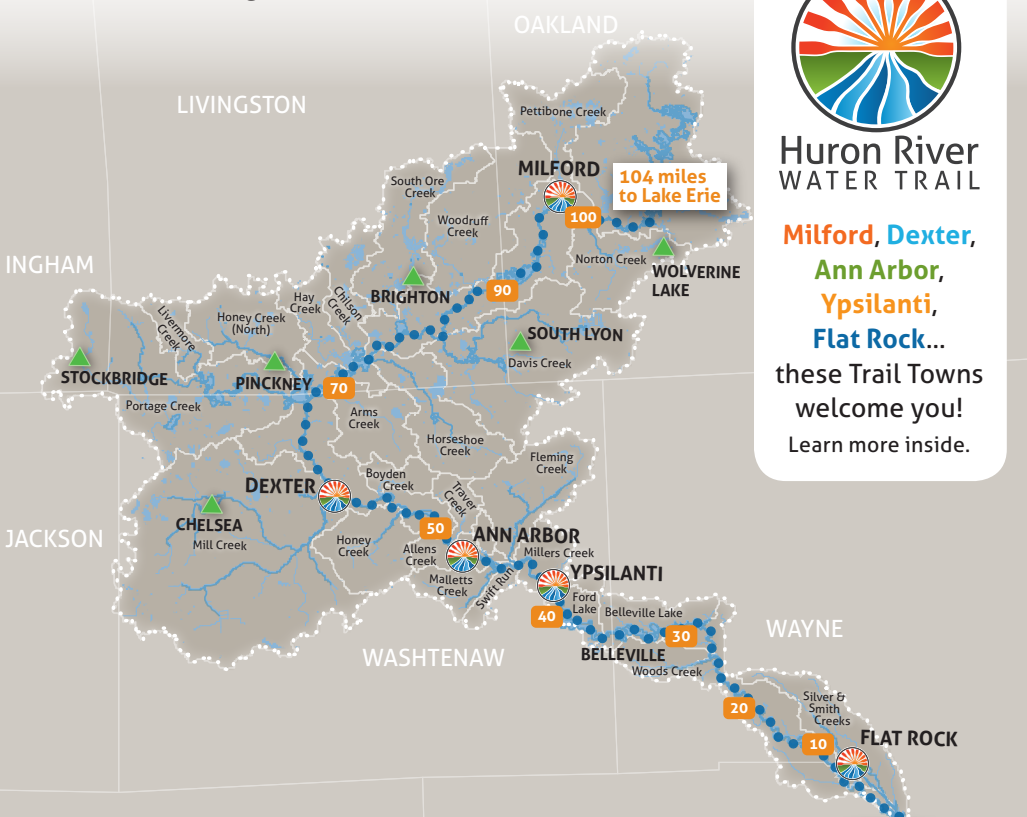 OAKLAND
LIVINGSTON
Pettibone Creek
MILFORD
104 miles
to Lake Erie
South Ore
Creek
100
Woodruff
Creek
Norton Creek
INGHAM
WOLVERINE
LAKE
BRIGHTON
90
Hay
Creek
Chilson
Creek
Livermore
Creek
Honey Creek
(North)
SOUTH LYON
Davis Creek
STOCKBRIDGE
PINCKNEY
70
Portage Creek
Arms
Creek
Horseshoe
Creek
Fleming
Creek
Boyden
Creek
DEXTER
Traver
Creek
CHELSEA
Mill Creek
JACKSON
50
ANN ARBOR
Honey
Creek
Allens
Creek
Millers Creek
Malletts
Creek
Swift Run
YPSILANTI
Ford
Lake
Belleville Lake
40
30
WAYNE
BELLEVILLE
WASHTENAW
Woods Creek
Silver &
Smith
Creeks
20
10
FLAT ROCK
Huron River
WATER TRAIL
Milford, Dexter,
Ann Arbor,
Ypsilanti,
Flat Rock...
these Trail Towns
welcome you!
Learn more inside.